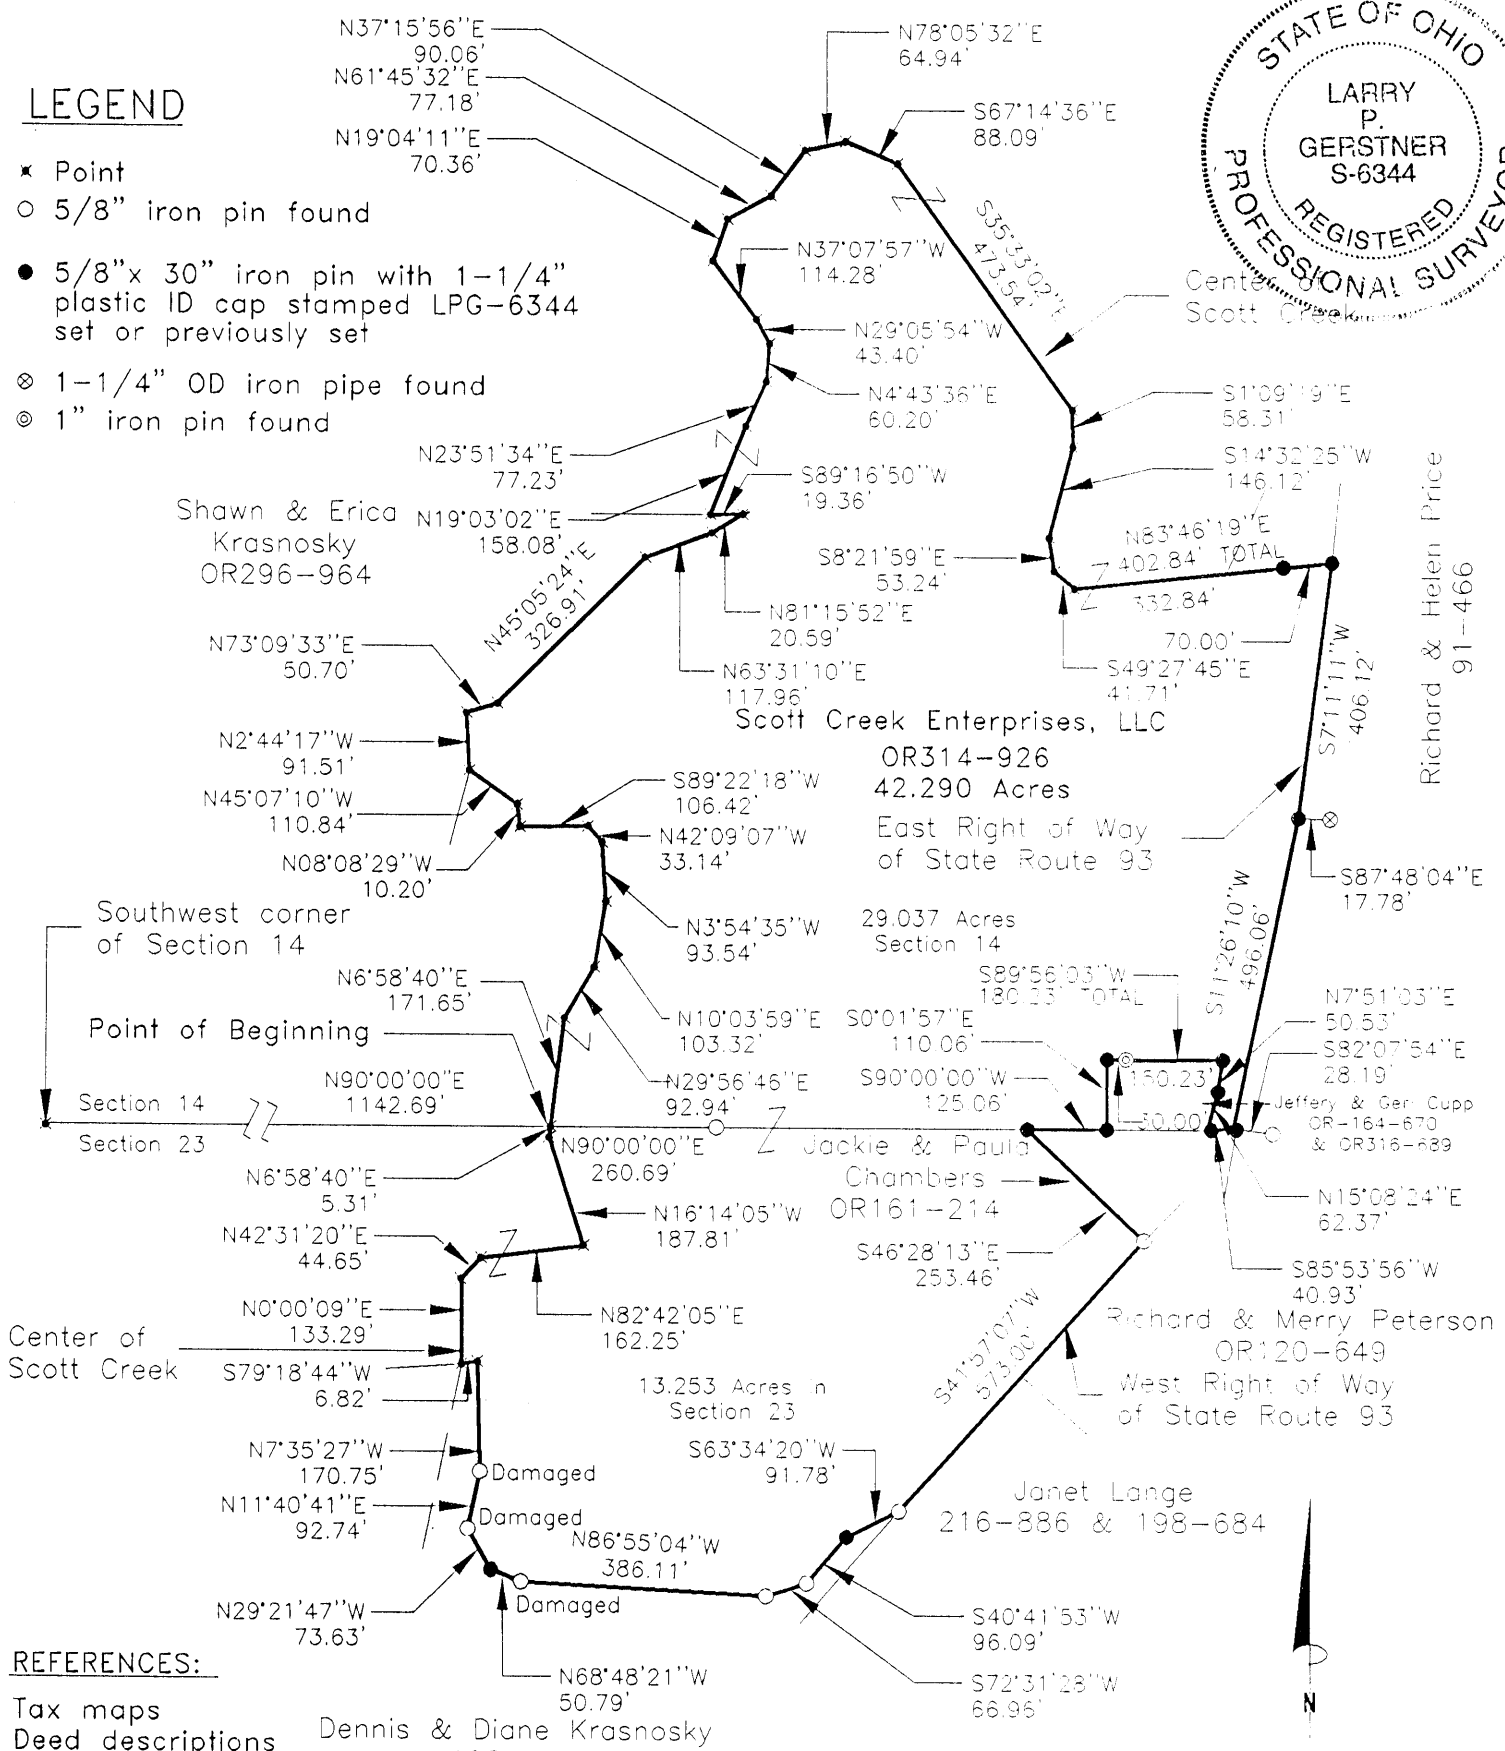 N37°15'56''E
90.06'
N61°45'32''E
77.18'
N19°04'11''E
70.36'
N78°05'32''E
64.94'
S67°14'36''E
88.09'
STATE OF OHIO
LARRY
P.
GERSTNER
S-6344
REGISTERED
PROFESSIONAL SURVEYOR
LEGEND
Point
5/8" iron pin found
5/8"x 30" iron pin with 1-1/4"
plastic ID cap stamped LPG-6344
set or previously set
1-1/4" OD iron pipe found
1" iron pin found
N37°07'57''W
114.28'
S35°33'02''E
473.54'
Center of
Scott Creek
N29°05'54''W
43.40'
N4°43'36''E
60.20'
S1°09'19''E
58.31'
N23°51'34''E
77.23'
S89°16'50''W
19.36'
S14°32'25''W
146.12'
Shawn & Erica
Krasnosky
OR296-964
N19°03'02''E
158.08'
N83°46'19''E
402.84' TOTAL
332.84'
S8°21'59''E
53.24'
Richard & Helen Price
91-466
N45°05'24''E
326.91'
N81°15'52''E
20.59'
70.00'
N73°09'33''E
50.70'
N63°31'10''E
117.96'
S49°27'45''E
41.71'
S7°11'11''W
406.12'
Scott Creek Enterprises, LLC
OR314-926
42.290 Acres
N2°44'17''W
91.51'
S89°22'18''W
106.42'
N45°07'10''W
110.84'
East Right of Way
of State Route 93
N42°09'07''W
33.14'
N08°08'29''W
10.20'
S87°48'04''E
17.78'
Southwest corner
of Section 14
N3°54'35''W
93.54'
29.037 Acres
Section 14
S11°26'10''W
496.06'
S89°56'03''W
180.23' TOTAL
N6°58'40''E
171.65'
N7°51'03''E
50.53'
Point of Beginning
N10°03'59''E
103.32'
S0°01'57''E
110.06'
S82°07'54''E
28.19'
N90°00'00''E
1142.69'
N29°56'46''E
92.94'
S90°00'00''W
125.06'
150.23'
30.00'
Section 14
Section 23
Jeffery & Geri Cupp
OR-164-670
& OR316-689
N90°00'00''E
260.69'
Jackie & Paula
Chambers
OR161-214
N6°58'40''E
5.31'
N16°14'05''W
187.81'
N15°08'24''E
62.37'
N42°31'20''E
44.65'
S46°28'13''E
253.46'
S85°53'56''W
40.93'
N0°00'09''E
133.29'
N82°42'05''E
162.25'
Richard & Merry Peterson
OR120-649
Center of
Scott Creek
S79°18'44''W
6.82'
S41°57'07''W
573.00'
West Right of Way
of State Route 93
13.253 Acres in
Section 23
N7°35'27''W
170.75'
Damaged
S63°34'20''W
91.78'
N11°40'41''E
92.74'
Damaged
Janet Lange
216-886 & 198-684
N86°55'04''W
386.11'
Damaged
N29°21'47''W
73.63'
S40°41'53''W
96.09'
N68°48'21''W
50.79'
S72°31'28''W
66.96'
N
REFERENCES:
Tax maps
Deed descriptions
Dennis & Diane Krasnosky